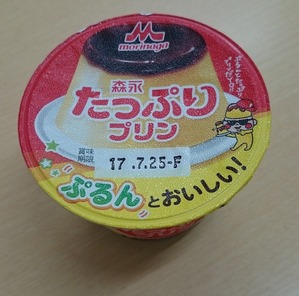 morinaga
森永
たっぷり
プリン
賞味
期限
17.7.25-F
ぷるんとおいしい!